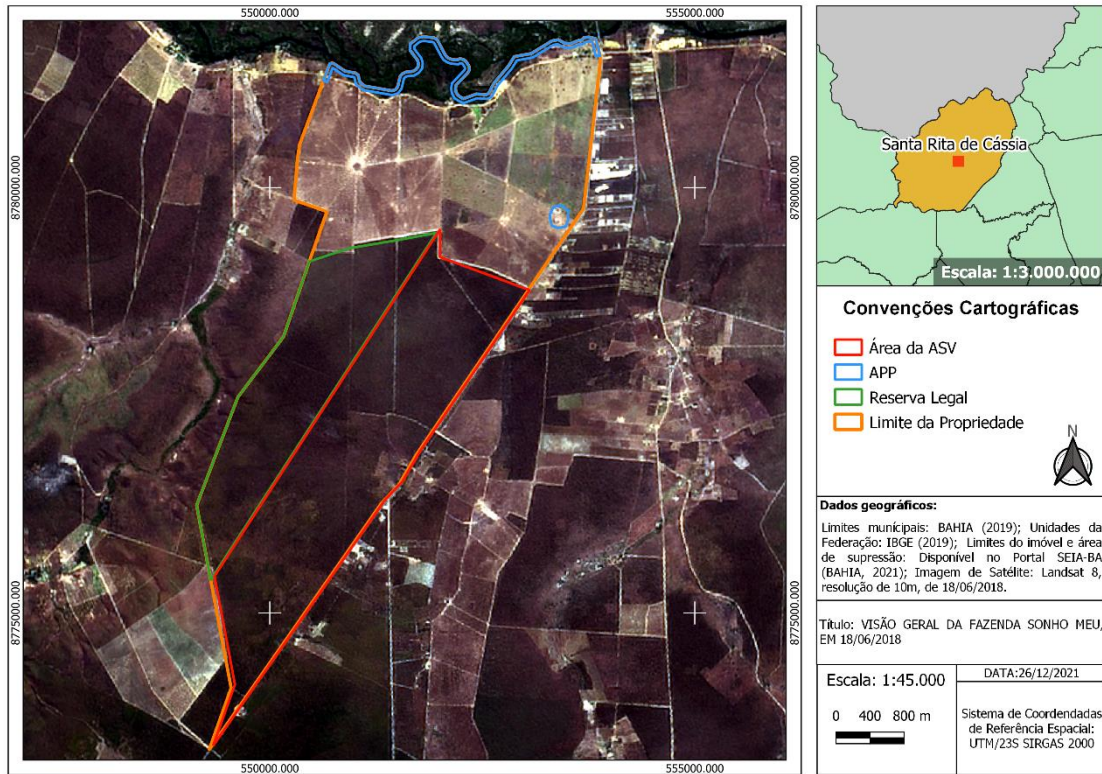 550000.000
555000.000
8780000.000
8780000.000
8775000.000
8775000.000
550000.000
555000.000
Santa Rita de Cássia
Escala: 1:3.000.000
Convenções Cartográficas
Área da ASV
APP
Reserva Legal
Limite da Propriedade
N
Dados geográficos:
Limites municipais: BAHIA (2019); Unidades da
Federação: IBGE (2019); Limites do imóvel e área
de supressão: Disponível no Portal SEIA-BA
(BAHIA, 2021); Imagem de Satélite: Landsat 8,
resolução de 10m, de 18/06/2018.
Título: VISÃO GERAL DA FAZENDA SONHO MEU,
EM 18/06/2018
Escala: 1:45.000
0 400 800 m
DATA:26/12/2021
Sistema de Coordendadas
de Referência Espacial:
UTM/23S SIRGAS 2000